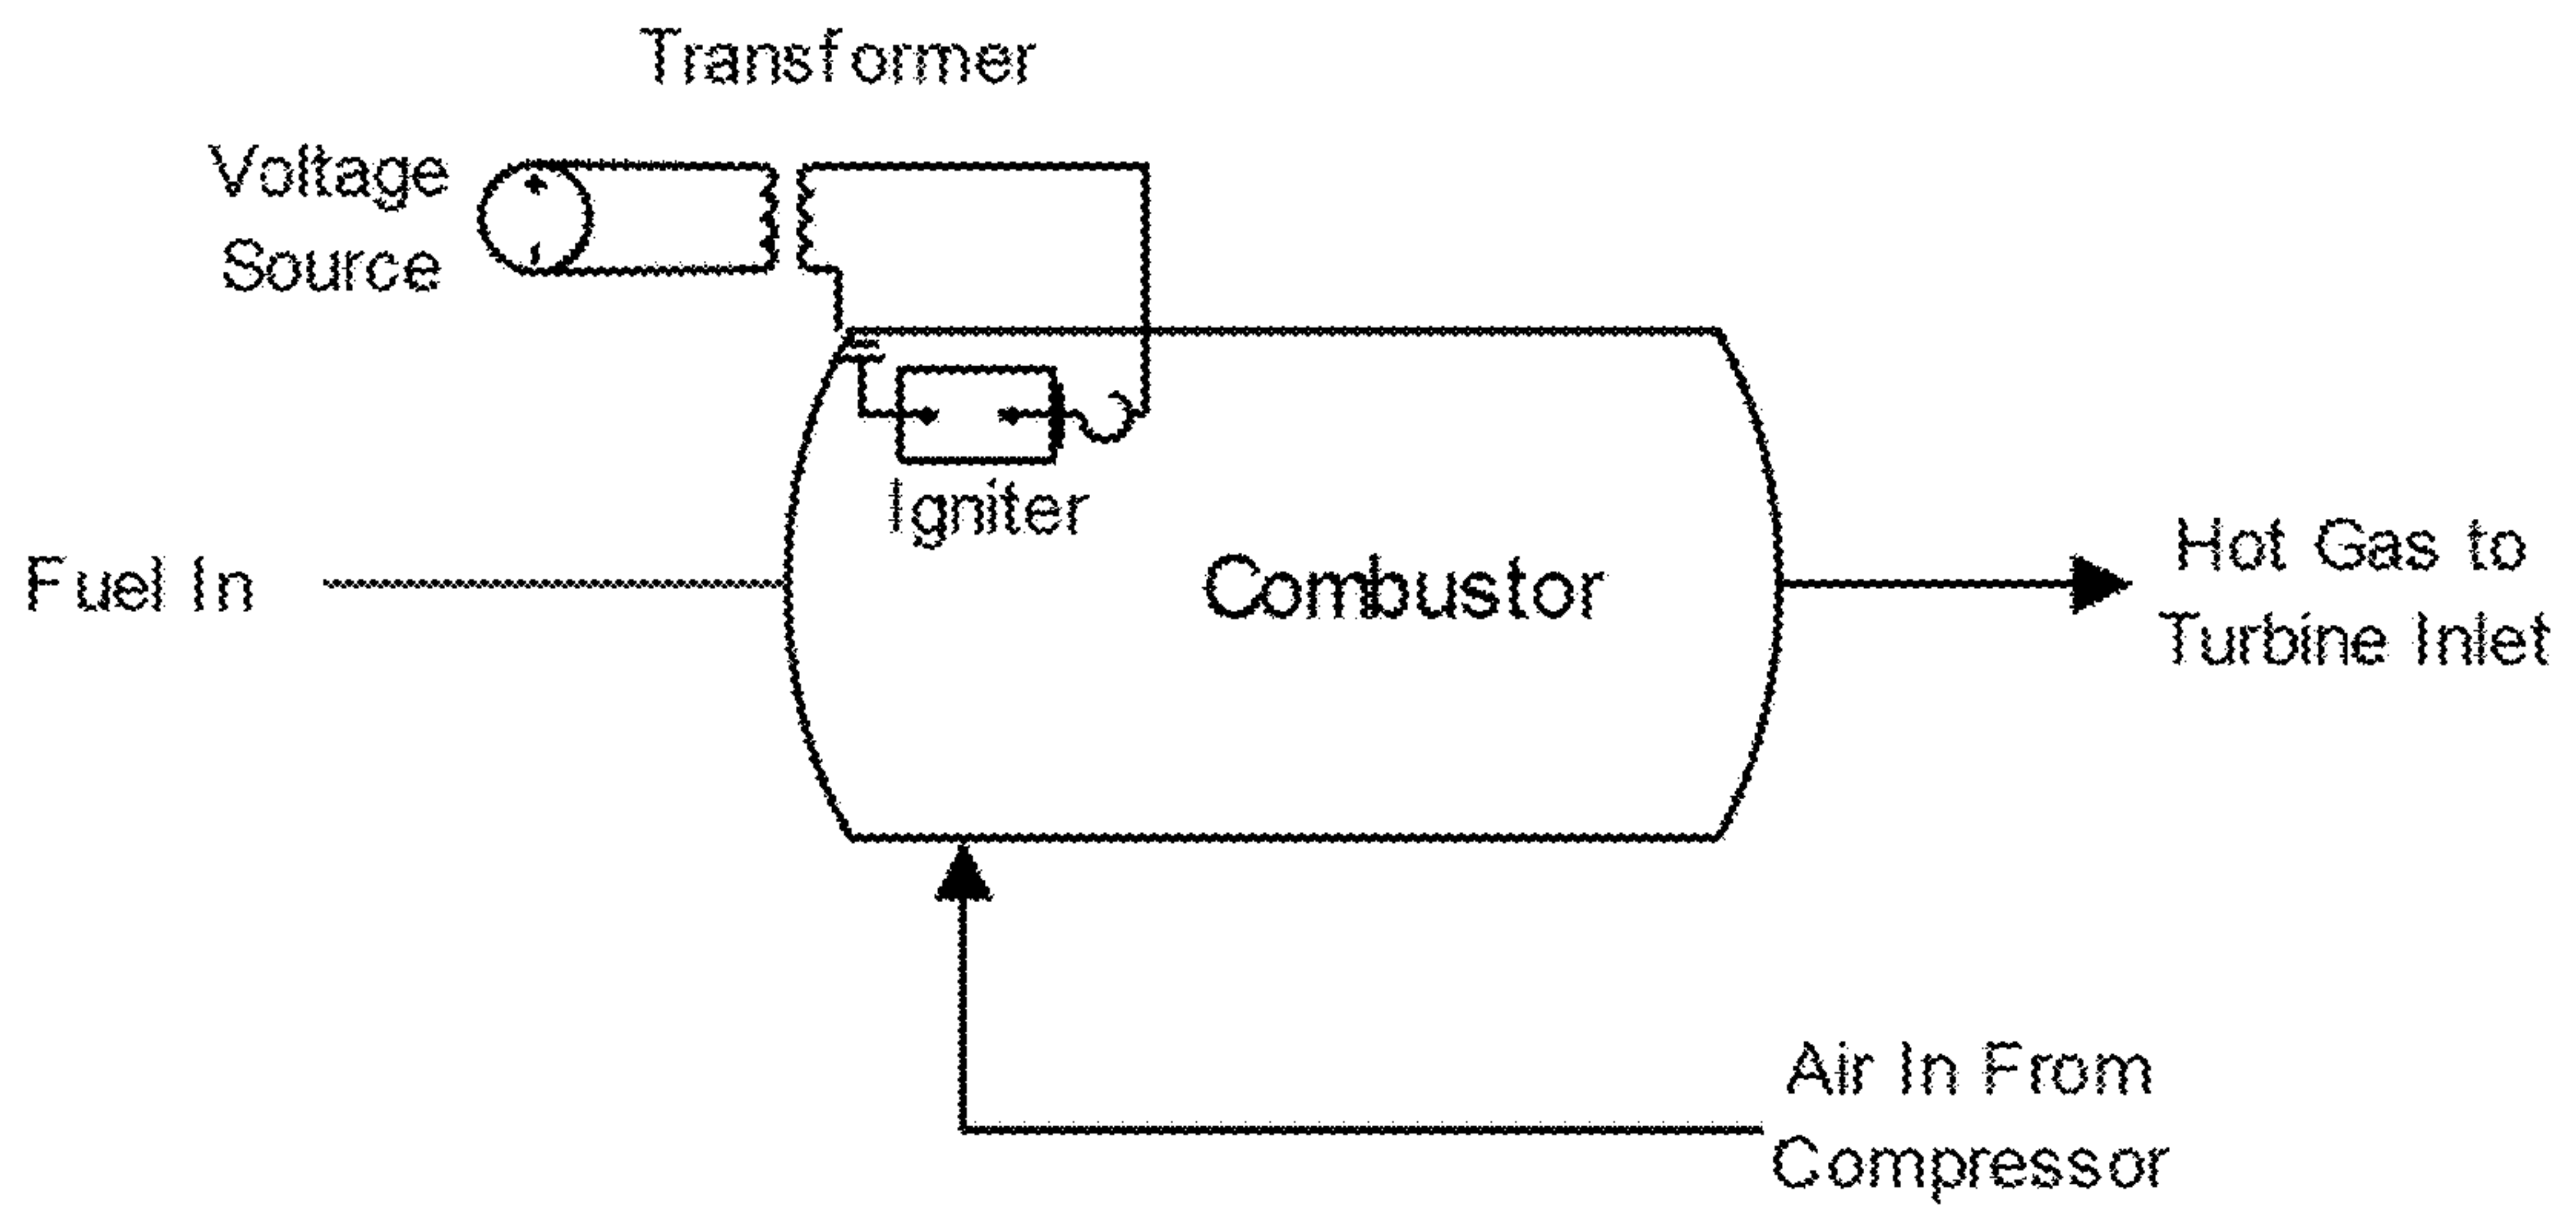 Transformer
Voltage
Source
+
-
Igniter
Fuel In
Combustor
Hot Gas to
Turbine Inlet
Air In From
Compressor